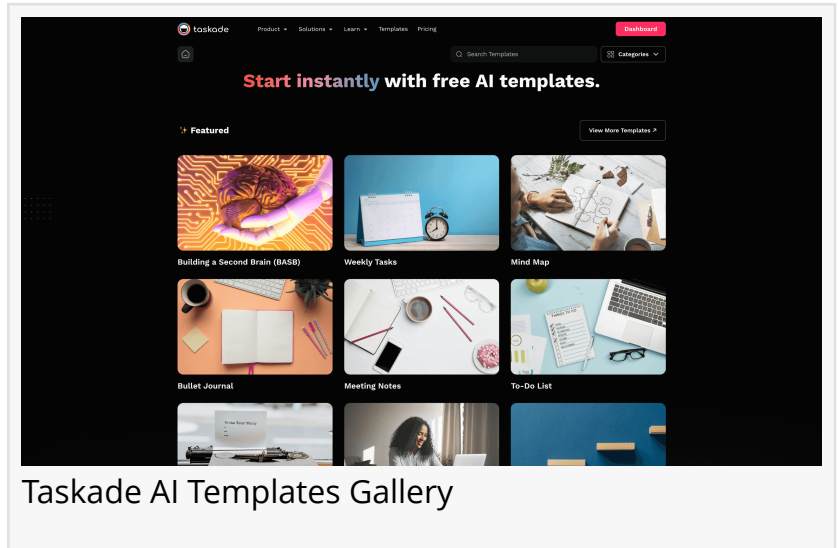 taskade
Product Solutions Learn Templates Pricing
Dashboard
Search Templates
Categories
Start instantly with free AI templates.
Featured
View More Templates
Building a Second Brain (BASB)
Weekly Tasks
Mind Map
Bullet Journal
Meeting Notes
To-Do List
Taskade AI Templates Gallery